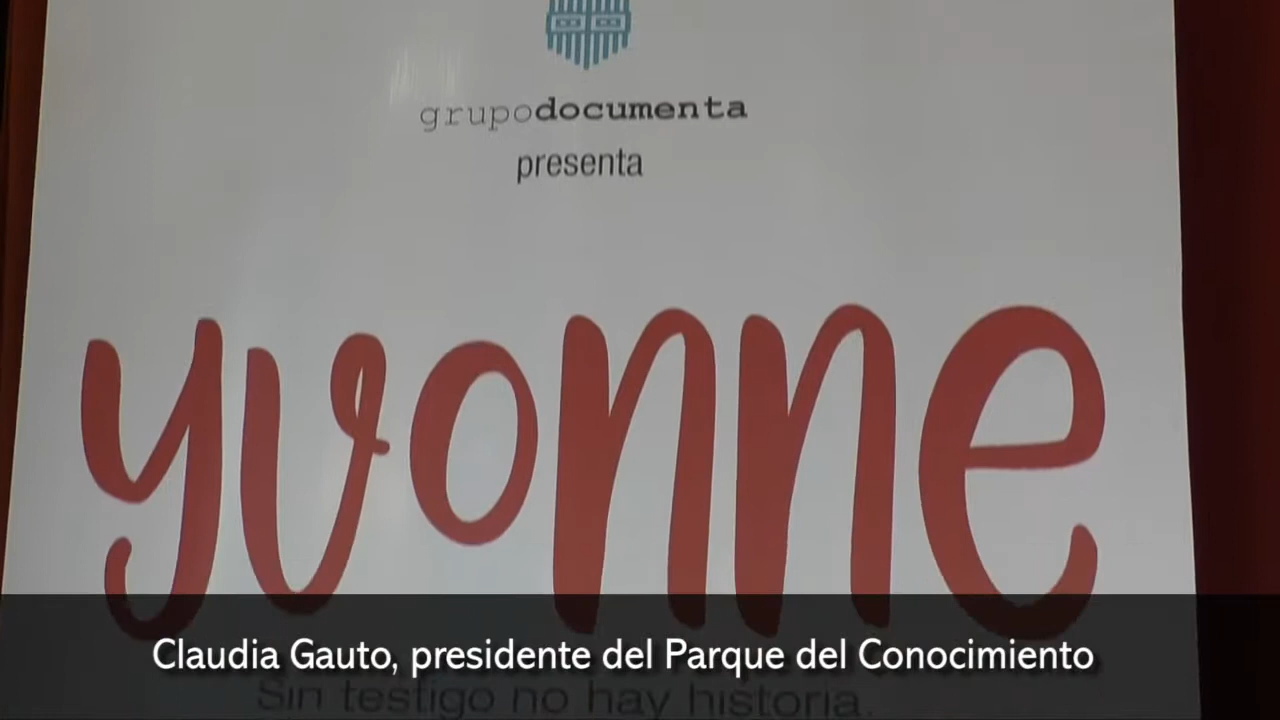 grupodocumenta
presenta
yvonne
Claudia Gauto, presidente del Parque del Conocimiento
Sin testigo no hay historia.